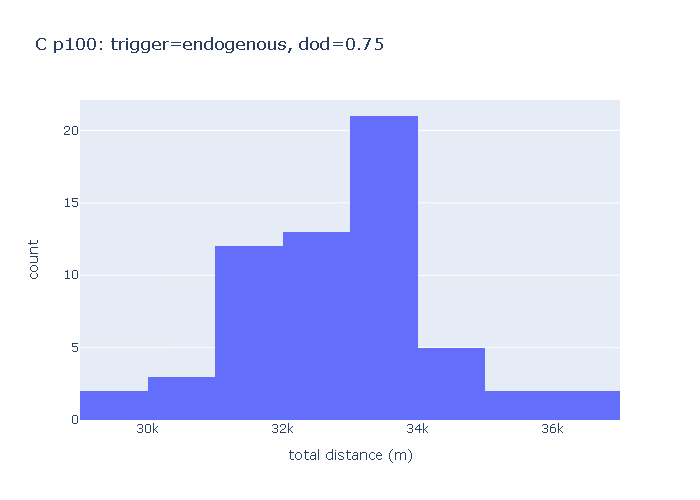 C p100: trigger=endogenous, dod=0.75
20
15
10
5
0
count
30k 32k 34k 36k
total distance (m)